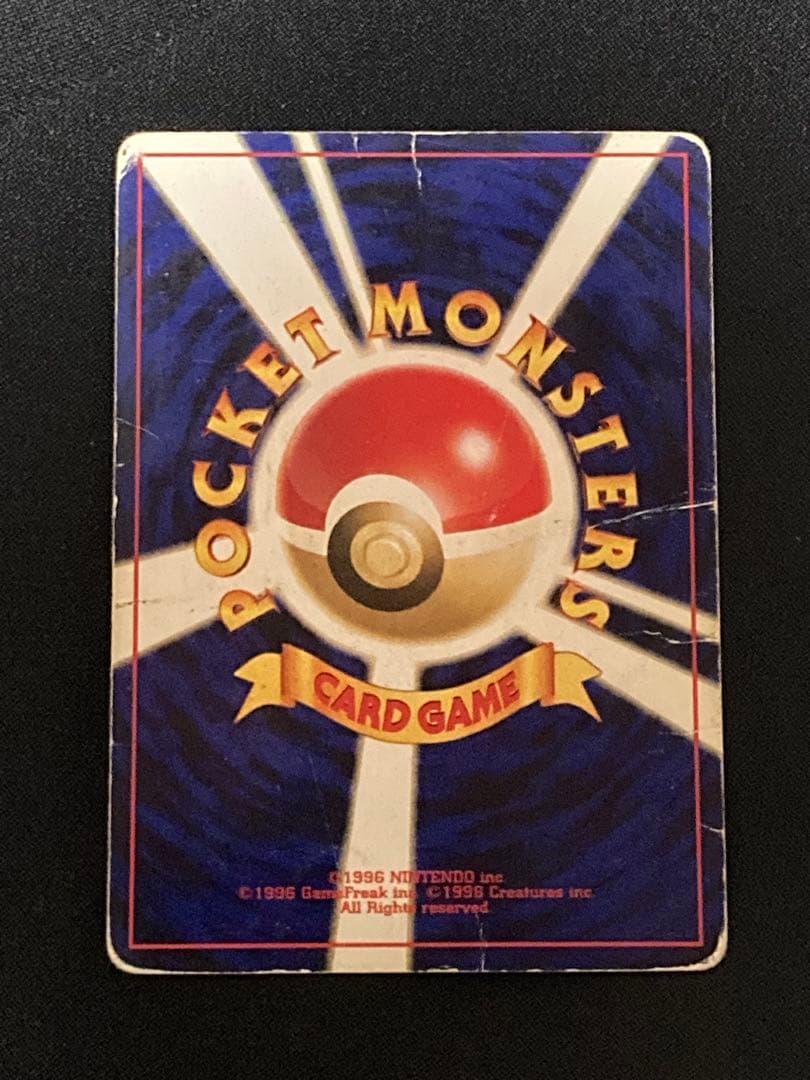 POCKET MONSTERS
CARD GAME
©1996 NINTENDO inc.
©1996 GameFreak inc. ©1996 Creatures inc.
All Rights reserved.